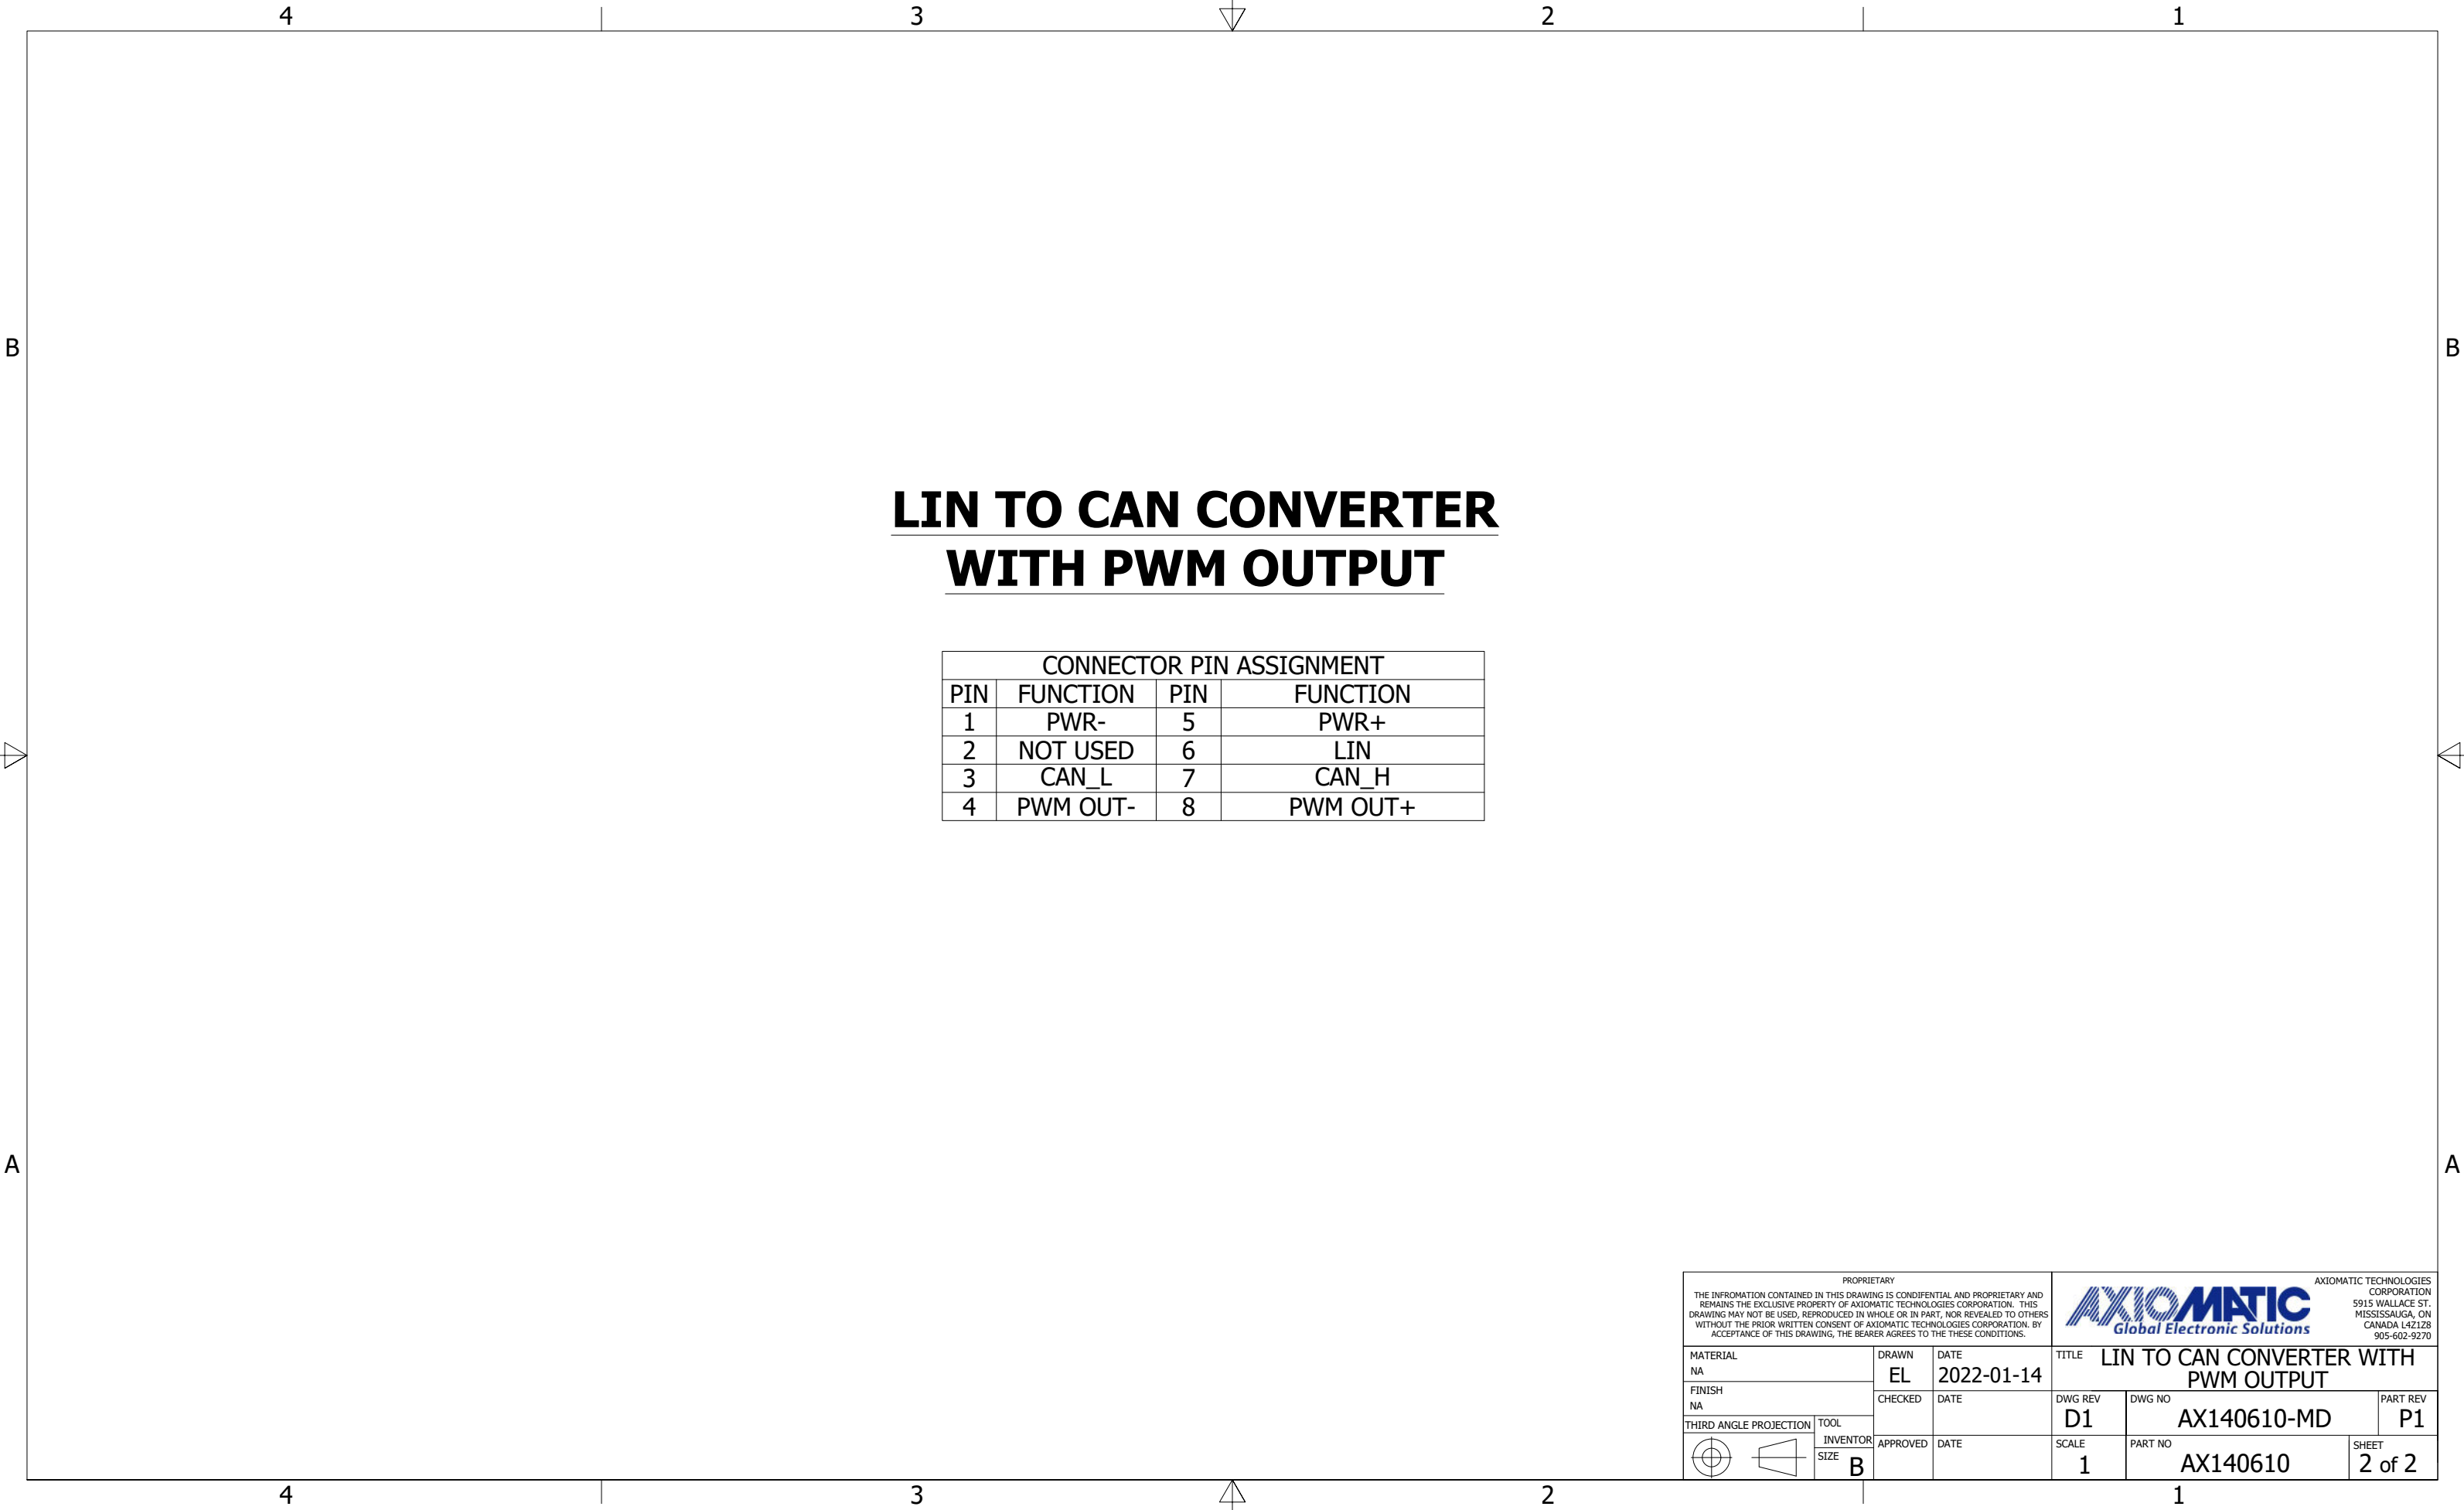 4 3 2 1
B B
LIN TO CAN CONVERTER
WITH PWM OUTPUT
CONNECTOR PIN ASSIGNMENT
PIN FUNCTION PIN FUNCTION
1 PWR- 5 PWR+
2 NOT USED 6 LIN
3 CAN_L 7 CAN_H
4 PWM OUT- 8 PWM OUT+
A A
PROPRIETARY
THE INFROMATION CONTAINED IN THIS DRAWING IS CONDIFENTIAL AND PROPRIETARY AND
REMAINS THE EXCLUSIVE PROPERTY OF AXIOMATIC TECHNOLOGIES CORPORATION. THIS
DRAWING MAY NOT BE USED, REPRODUCED IN WHOLE OR IN PART, NOR REVEALED TO OTHERS
WITHOUT THE PRIOR WRITTEN CONSENT OF AXIOMATIC TECHNOLOGIES CORPORATION. BY
ACCEPTANCE OF THIS DRAWING, THE BEARER AGREES TO THE THESE CONDITIONS.
AXIOMATIC
Global Electronic Solutions
AXIOMATIC TECHNOLOGIES
CORPORATION
5915 WALLACE ST.
MISSISSAUGA, ON
CANADA L4Z1Z8
905-602-9270
MATERIAL
NA
FINISH
NA
THIRD ANGLE PROJECTION
TOOL
INVENTOR
SIZE
B
DRAWN
EL
DATE
2022-01-14
CHECKED
DATE
APPROVED
DATE
TITLE
LIN TO CAN CONVERTER WITH
PWM OUTPUT
DWG REV
D1
DWG NO
AX140610-MD
PART REV
P1
SCALE
1
PART NO
AX140610
SHEET
2 of 2
4 3 2 1